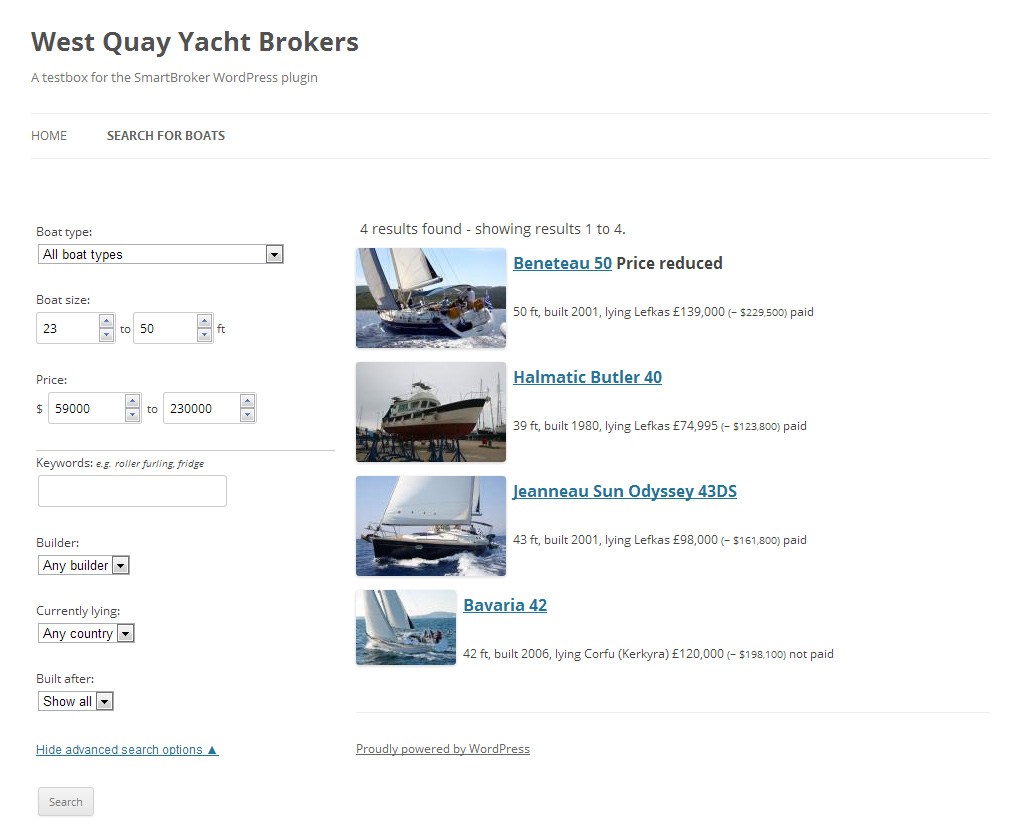 West Quay Yacht Brokers
A testbox for the SmartBroker WordPress plugin
HOME SEARCH FOR BOATS
Boat type:
All boat types
Boat size:
23 to 50 ft
Price:
$ 59000 to 230000
Keywords: e.g. roller furling, fridge
Builder:
Any builder
Currently lying:
Any country
Built after:
Show all
Hide advanced search options ▲
Search
4 results found - showing results 1 to 4.
Beneteau 50 Price reduced
50 ft, built 2001, lying Lefkas £139,000 (~ $229,500) paid
Halmatic Butler 40
39 ft, built 1980, lying Lefkas £74,995 (~ $123,800) paid
Jeanneau Sun Odyssey 43DS
43 ft, built 2001, lying Lefkas £98,000 (~ $161,800) paid
Bavaria 42
42 ft, built 2006, lying Corfu (Kerkyra) £120,000 (~ $198,100) not paid
Proudly powered by WordPress